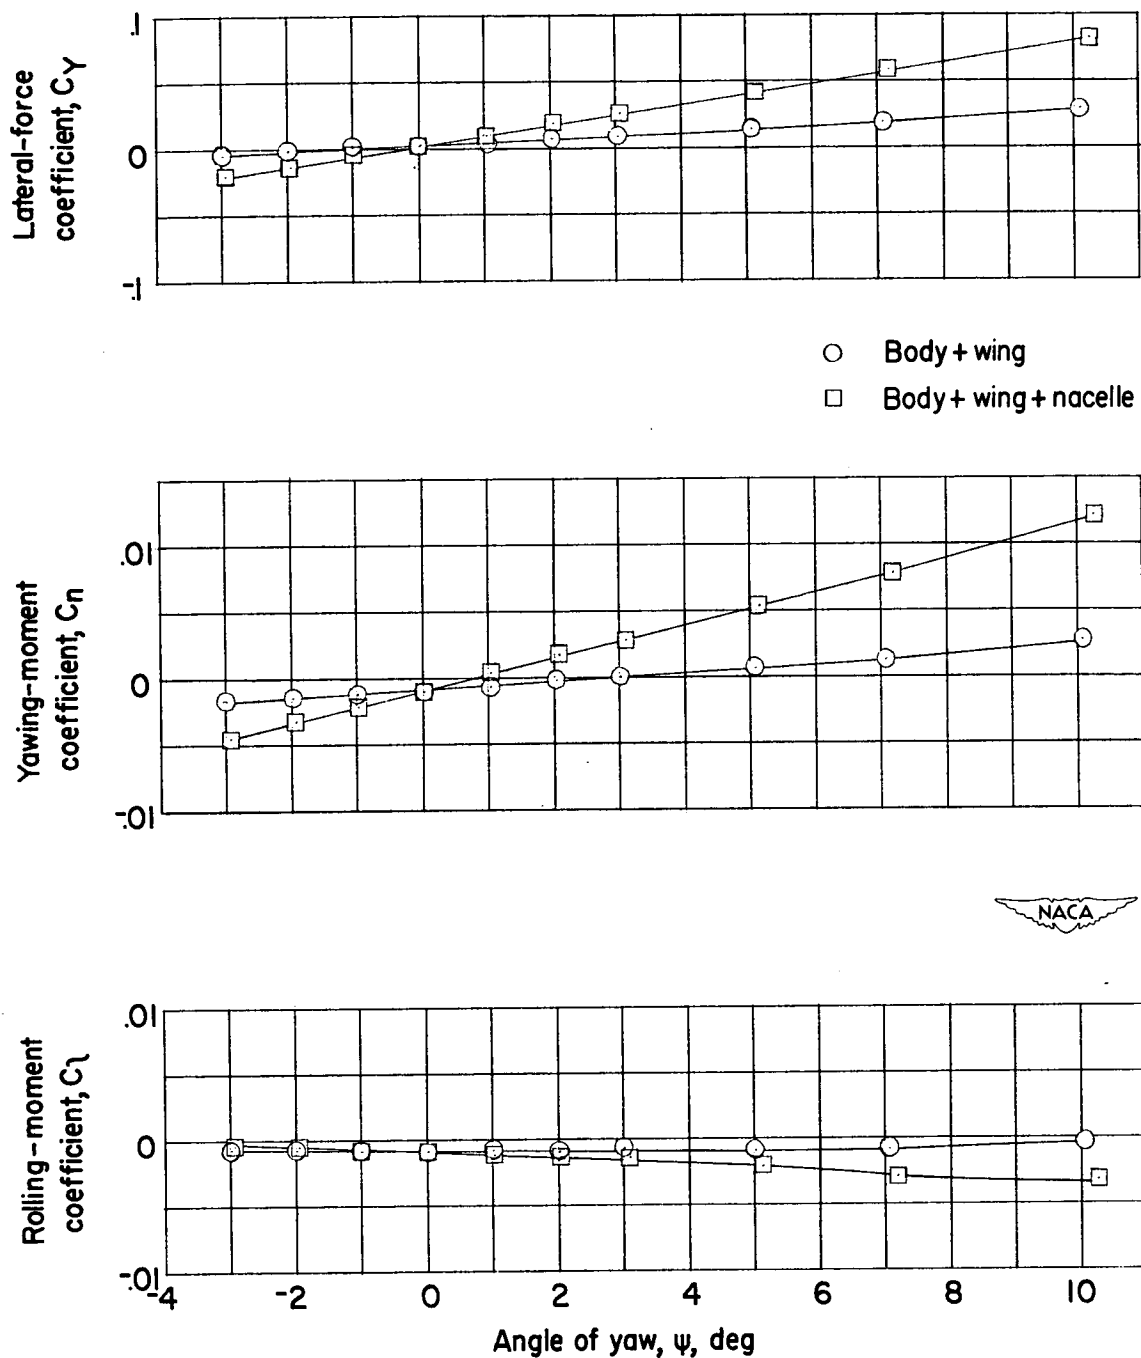 .1
0
-.1
Lateral-force
coefficient, CY
Body + wing
Body + wing + nacelle
.01
0
-.01
Yawing-moment
coefficient, Cn
NACA
.01
0
-.01
Rolling-moment
coefficient, Cl
-4 -2 0 2 4 6 8 10
Angle of yaw, ψ, deg